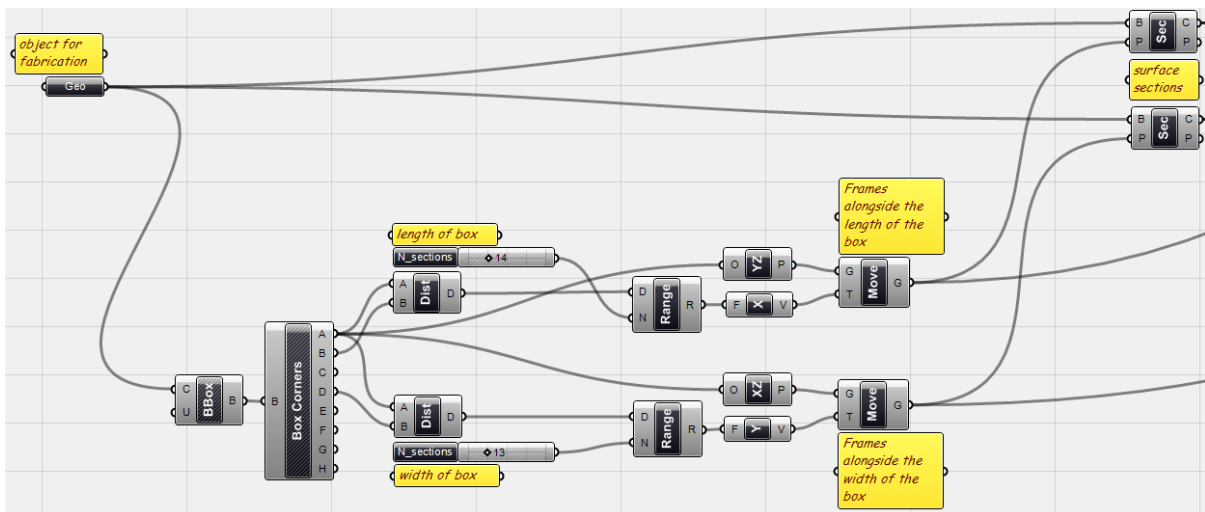 object for
fabrication
Geo
B
P
Sec
C
P
surface
sections
B
P
Sec
C
P
Frames
alongside the
length of the
box
length of box
N_sections
14
A
B
Dist
D
D
N
Range
R
O
YZ
P
F
X
V
G
T
Move
G
C
U
BBox
B
B
Box Corners
A
B
C
D
E
F
G
H
A
B
Dist
D
N_sections
13
width of box
D
N
Range
R
O
XZ
P
F
Y
V
G
T
Move
G
Frames
alongside the
width of the
box